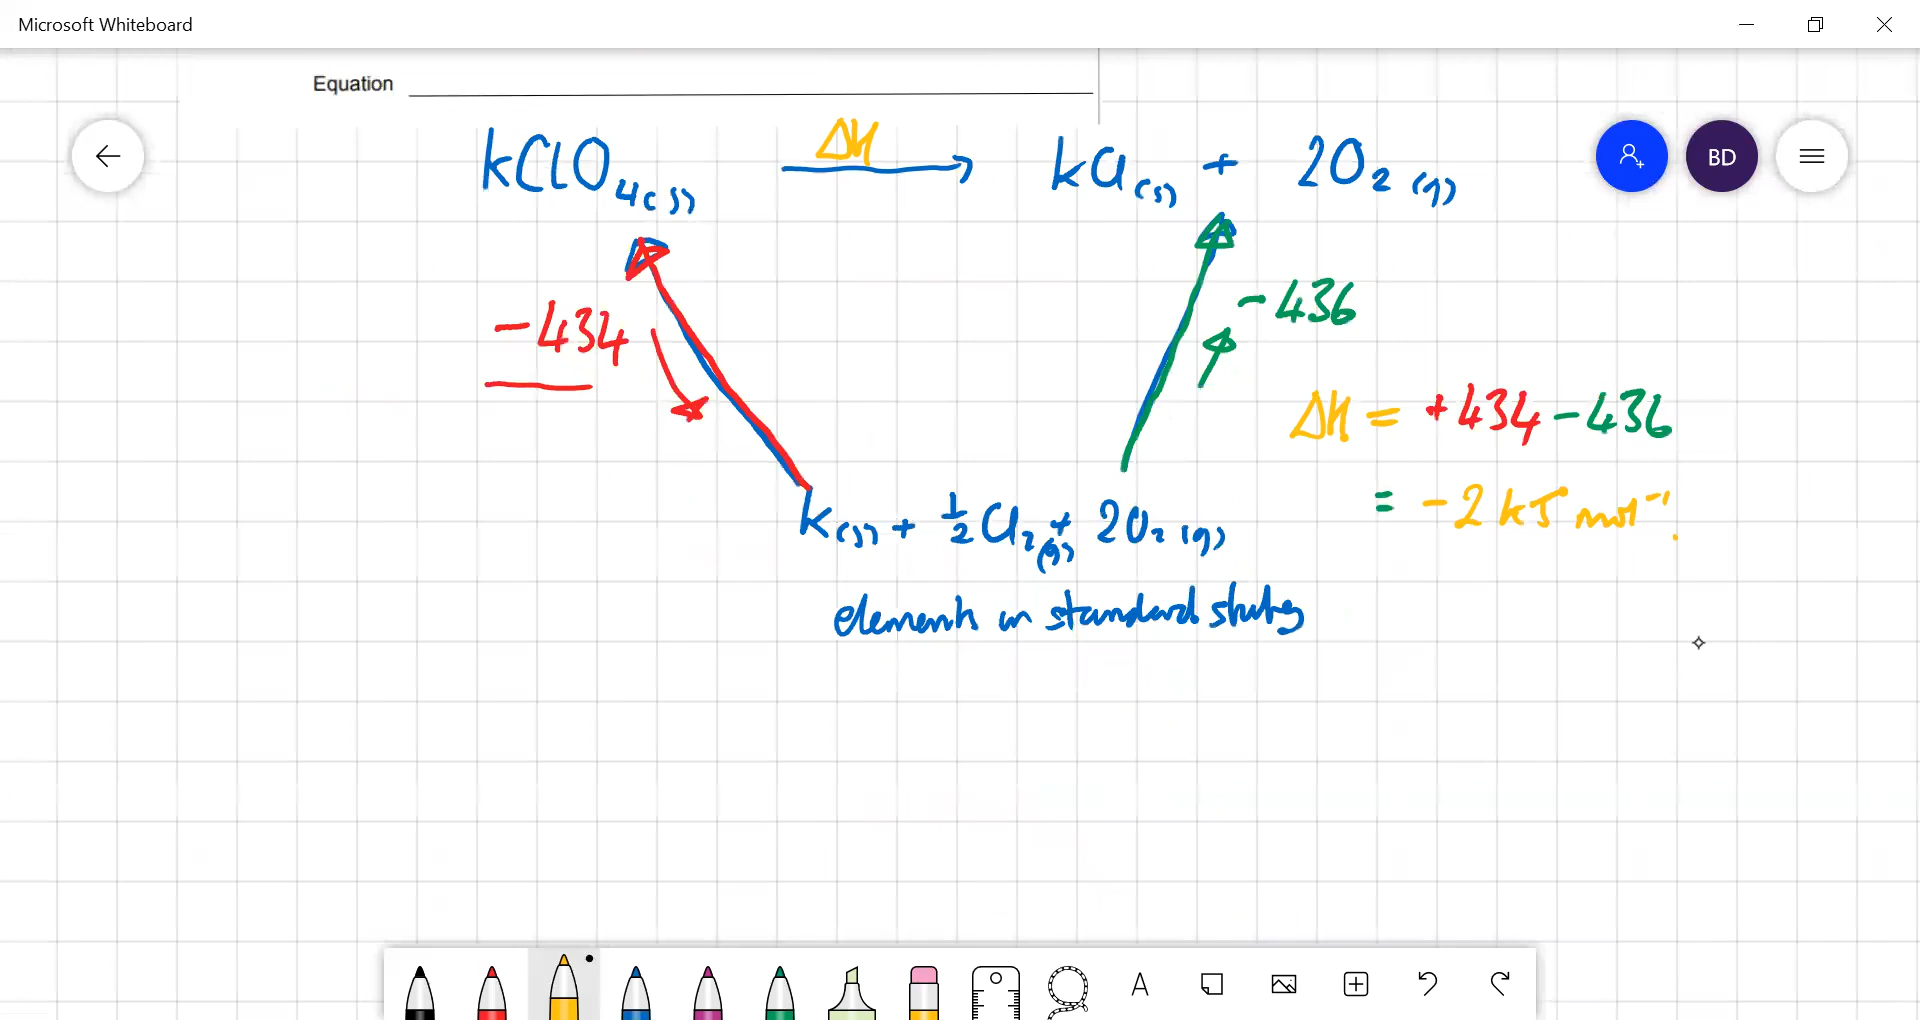 Microsoft Whiteboard
Equation
KClO₄(s) ΔH → KCl(s) + 2O₂(g)
-434
-436
ΔH = +434 - 436
= -2 kJ mol⁻¹.
K(s) + ½Cl₂(g) + 2O₂(g)
elements in standard states
BD
A